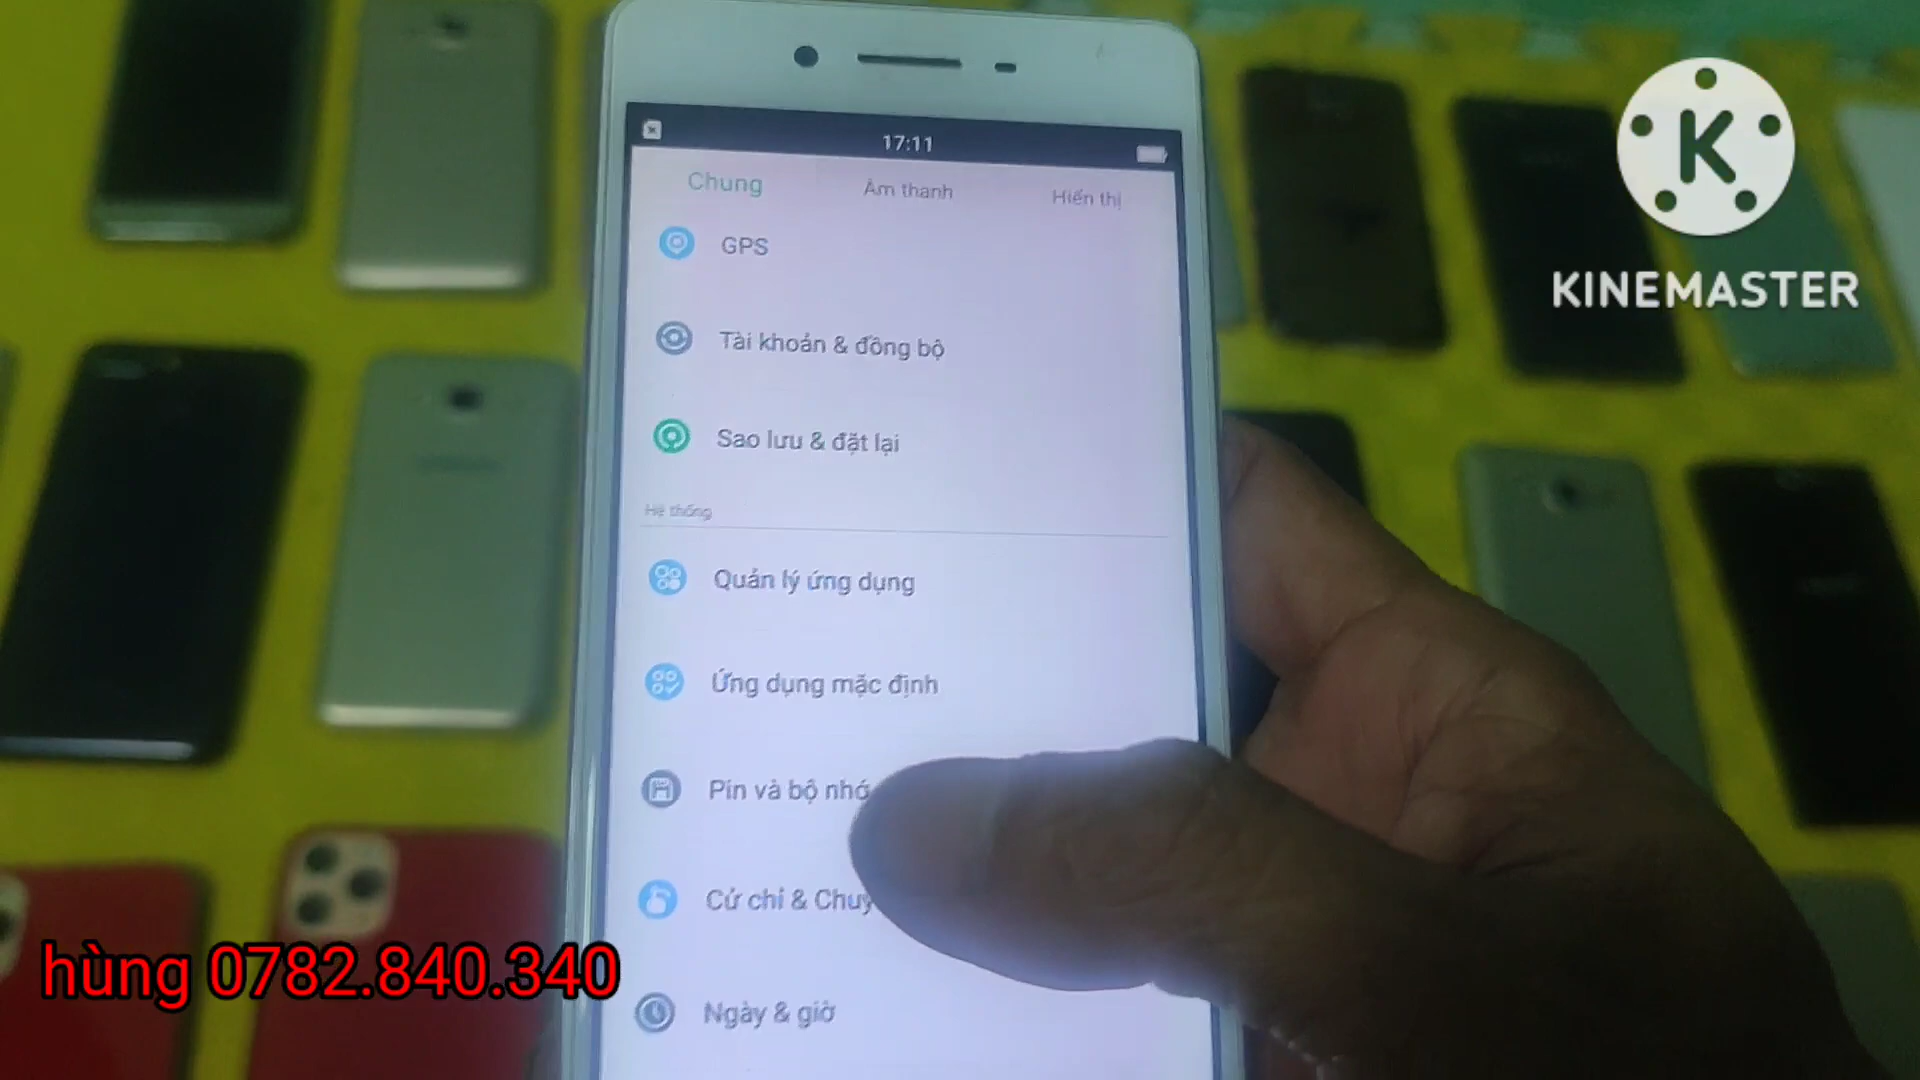 17:11
Chung
Âm thanh
Hiển thị
GPS
Tài khoản & đồng bộ
Sao lưu & đặt lại
Hệ thống
Quản lý ứng dụng
Ứng dụng mặc định
Pin và bộ nhớ
Cử chỉ &
Ngày & giờ
K
KINEMASTER
hùng 0782.840.340